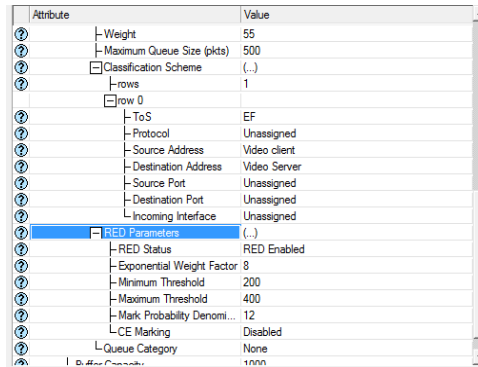 Attribute Value
Weight 55
Maximum Queue Size (pkts) 500
Classification Scheme (...)
rows 1
row 0
ToS EF
Protocol Unassigned
Source Address Video client
Destination Address Video Server
Source Port Unassigned
Destination Port Unassigned
Incoming Interface Unassigned
RED Parameters (...)
RED Status RED Enabled
Exponential Weight Factor 8
Minimum Threshold 200
Maximum Threshold 400
Mark Probability Denomi... 12
CE Marking Disabled
Queue Category None
Buffer Capacity 1000